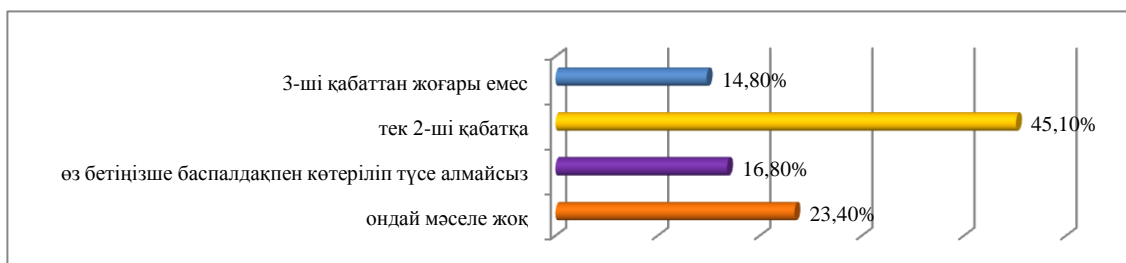 3-ші қабаттан жоғары емес
14,80%
тек 2-ші қабатқа
45,10%
өз бетіңізше баспалдақпен көтеріліп түсе алмайсыз
16,80%
ондай мәселе жоқ
23,40%